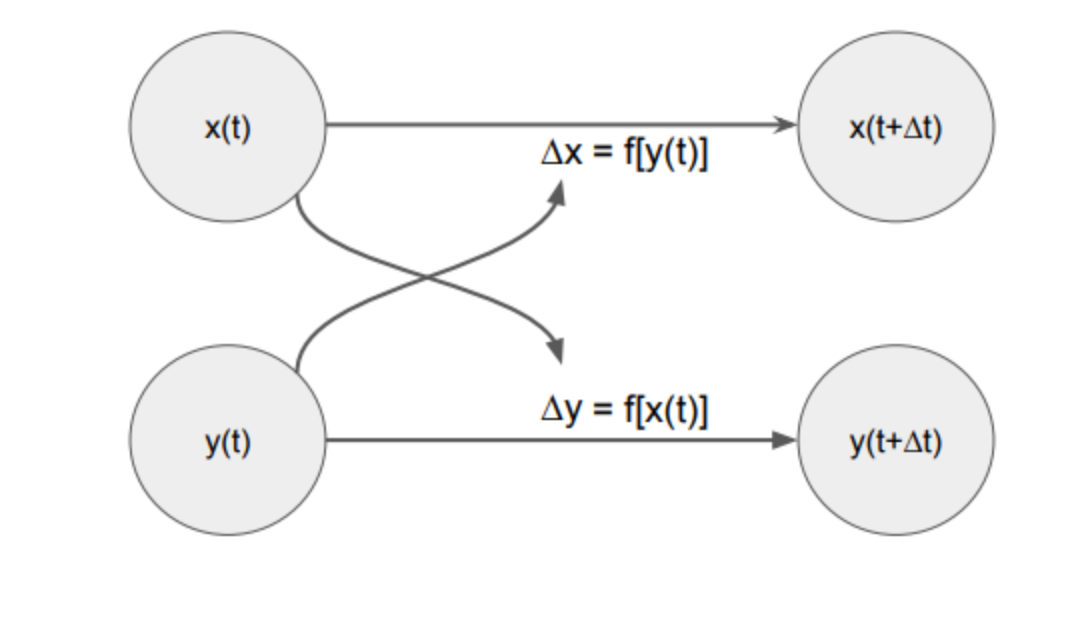 x(t)
x(t+Δt)
Δx = f[y(t)]
Δy = f[x(t)]
y(t)
y(t+Δt)